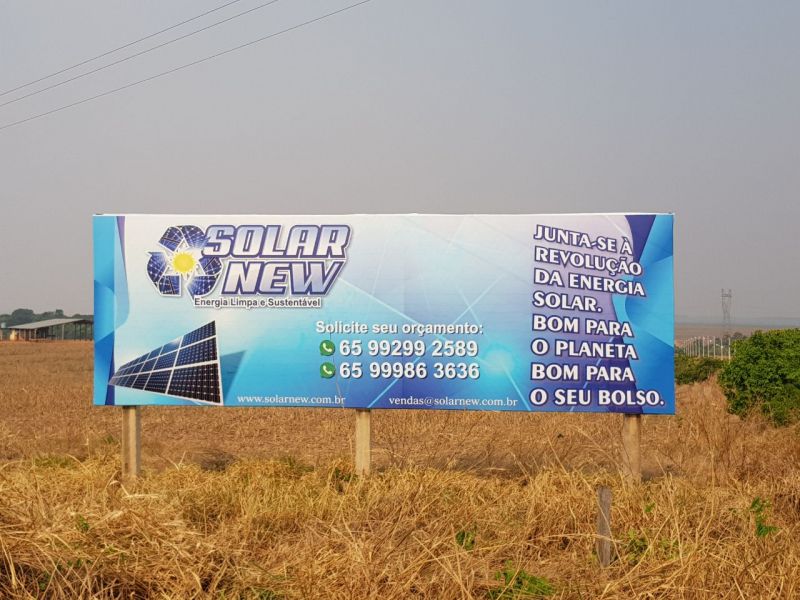 SOLAR
NEW
Energia Limpa e Sustentável
Solicite seu orçamento:
65 99299 2589
65 99986 3636
www.solarnew.com.br
vendas@solarnew.com.br
JUNTA-SE À
REVOLUÇÃO
DA ENERGIA
SOLAR.
BOM PARA
O PLANETA
BOM PARA
O SEU BOLSO.